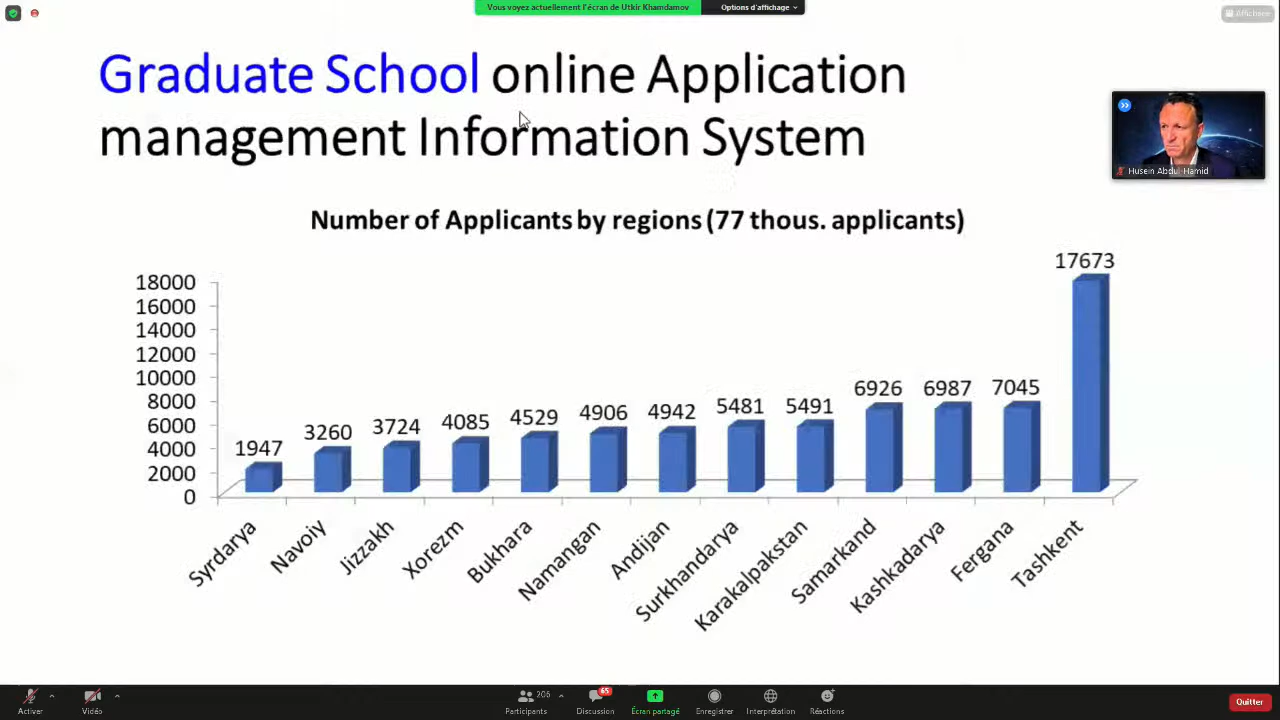 Vous voyez actuellement l'écran de Utkir Khamdamov
Options d'affichage
Affichage
Graduate School online Application
management Information System
Husein Abdul-Hamid
Number of Applicants by regions (77 thous. applicants)
18000
16000
14000
12000
10000
8000
6000
4000
2000
0
1947
3260
3724
4085
4529
4906
4942
5481
5491
6926
6987
7045
17673
Syrdarya
Navoiy
Jizzakh
Xorezm
Bukhara
Namangan
Andijan
Surkhandarya
Karakalpakstan
Samarkand
Kashkadarya
Fergana
Tashkent
Activer
Vidéo
206
Participants
65
Discussion
Écran partagé
Enregistrer
Interprétation
Réactions
Quitter